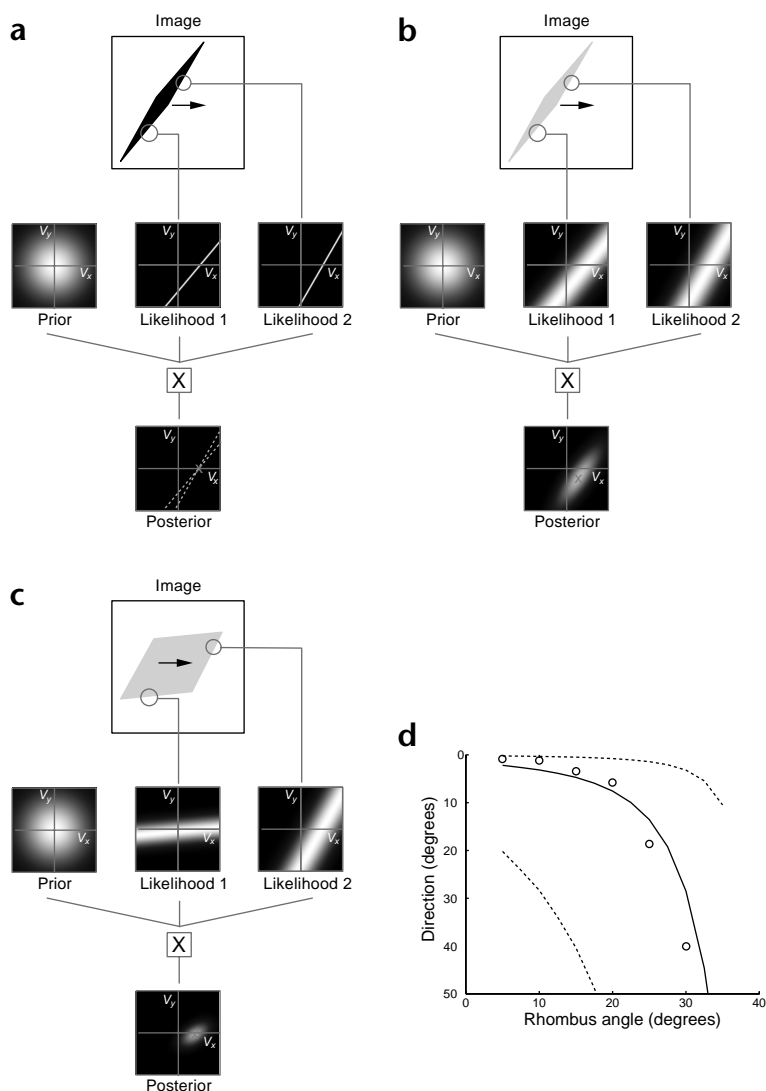 a
Image
Vy
Vy
Vx
Vy
Vx
Vx
Prior
Likelihood 1
Likelihood 2
X
Vy
Vx
Posterior
b
Image
Vy
Vy
Vy
Vx
Vx
Vx
Prior
Likelihood 1
Likelihood 2
X
Vy
Vx
Posterior
c
Image
Vy
Vy
Vy
Vx
Vx
Vx
Prior
Likelihood 1
Likelihood 2
X
Vy
Vx
Posterior
d
0
10
20
30
40
50
Direction (degrees)
0 10 20 30 40
Rhombus angle (degrees)